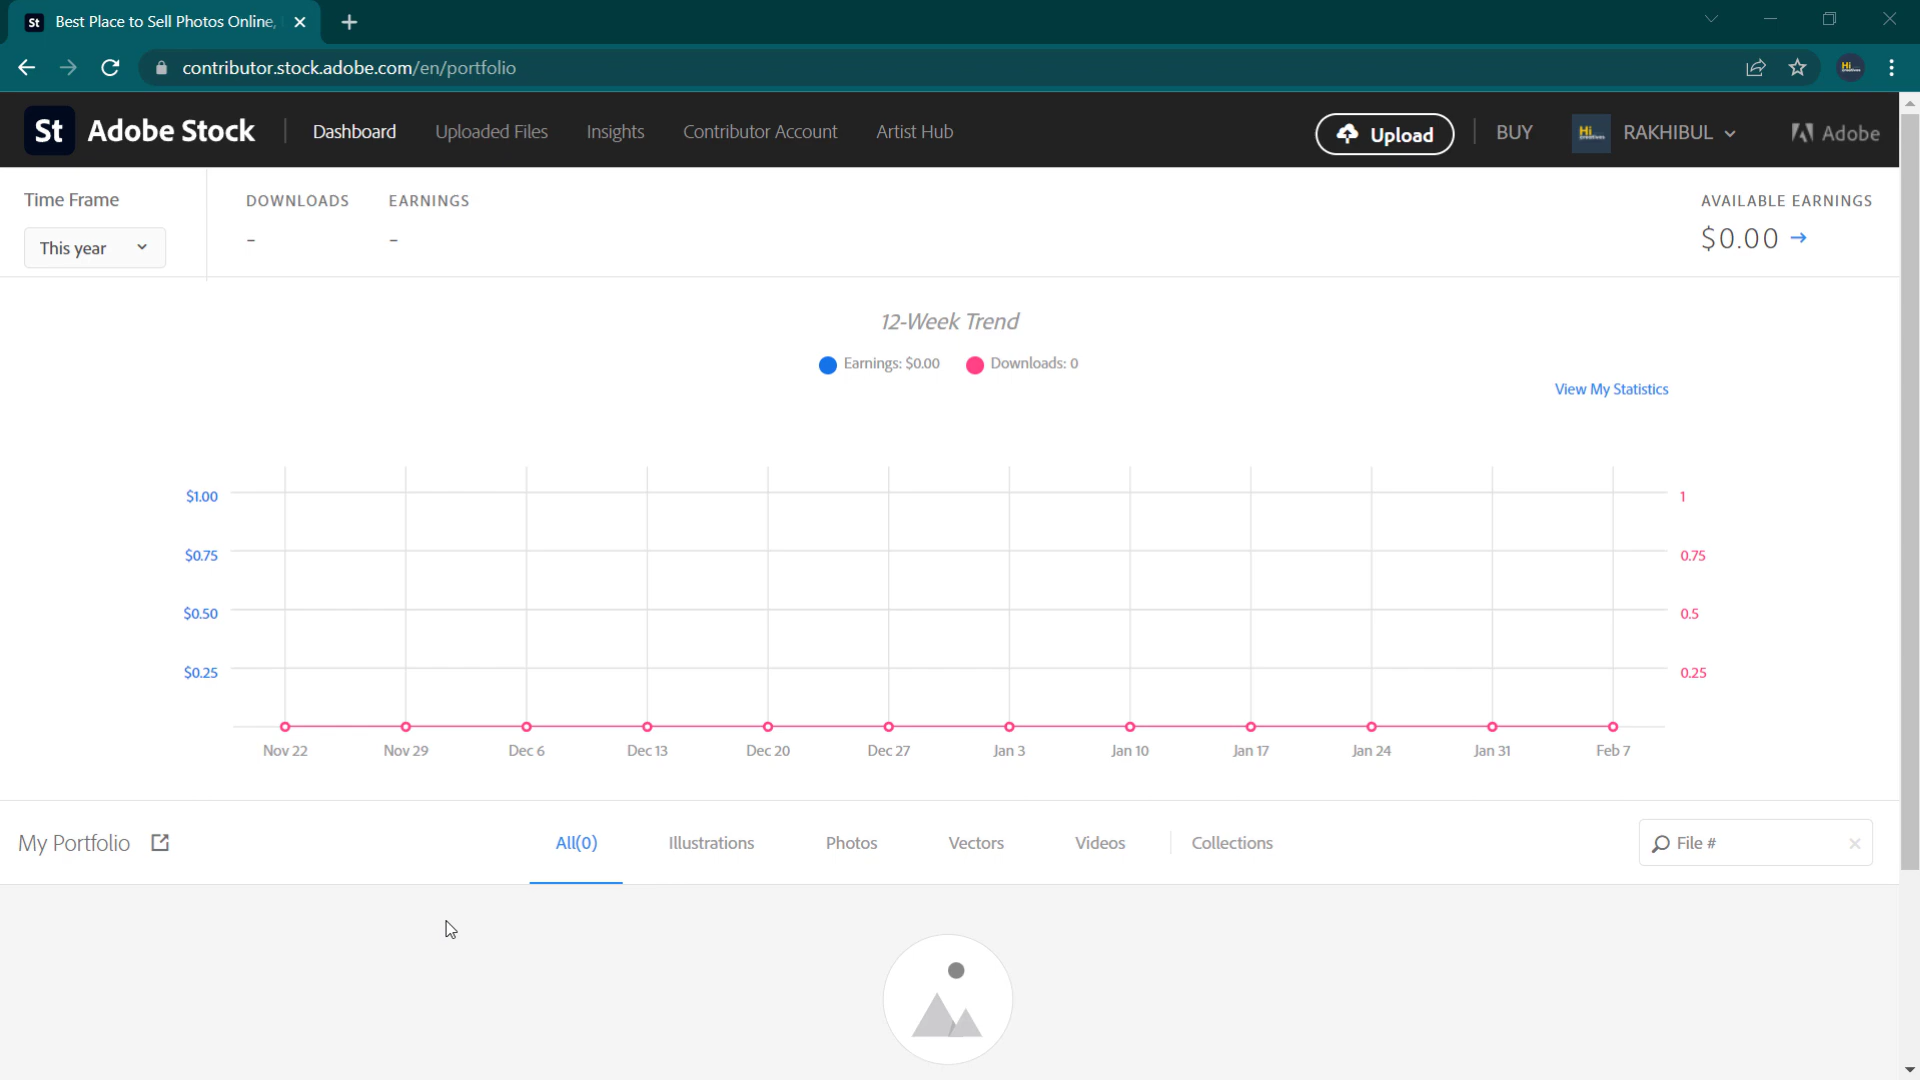 St Best Place to Sell Photos Online,
contributor.stock.adobe.com/en/portfolio
Hi
St Adobe Stock Dashboard Uploaded Files Insights Contributor Account Artist Hub Upload BUY Hi RAKHIBUL Adobe
Time Frame DOWNLOADS EARNINGS AVAILABLE EARNINGS
This year - - $0.00
12-Week Trend
Earnings: $0.00 Downloads: 0
View My Statistics
$1.00 1
$0.75 0.75
$0.50 0.5
$0.25 0.25
Nov 22 Nov 29 Dec 6 Dec 13 Dec 20 Dec 27 Jan 3 Jan 10 Jan 17 Jan 24 Jan 31 Feb 7
My Portfolio All(0) Illustrations Photos Vectors Videos Collections File #